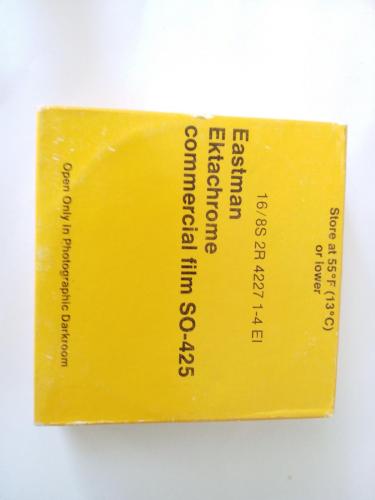 Store at 55°F (13°C)
or lower
16/8S 2R 4227 1-4 EI
Eastman
Ektachrome
commercial film SO-425
Open Only In Photographic Darkroom